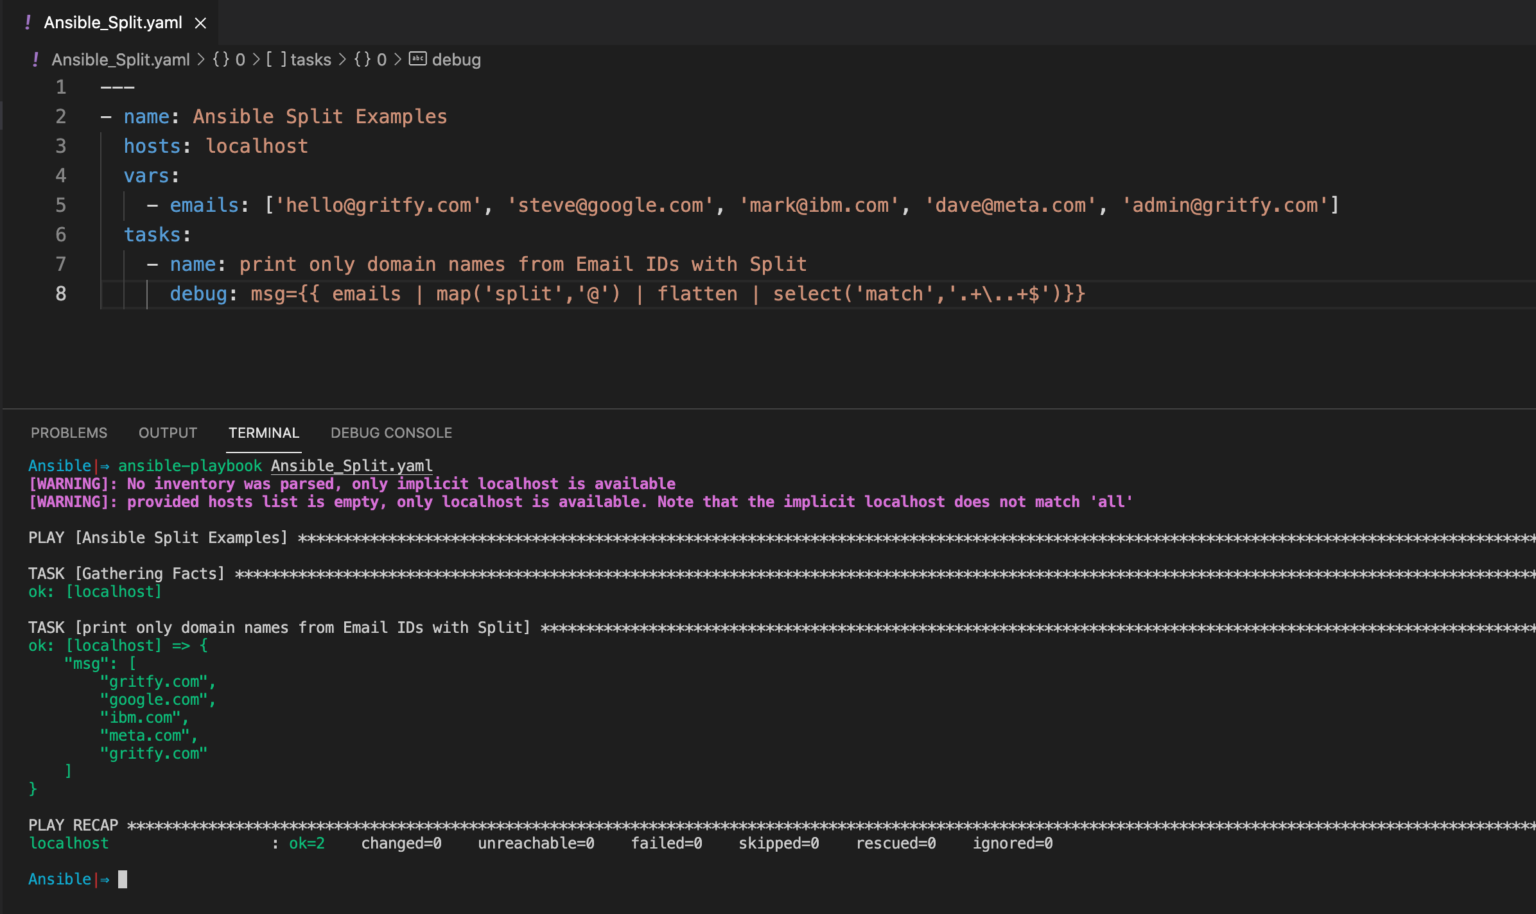 ! Ansible_Split.yaml ×
! Ansible_Split.yaml > {} 0 > [ ] tasks > {} 0 > abc debug
1 ---
2 - name: Ansible Split Examples
3 hosts: localhost
4 vars:
5 - emails: ['hello@gritfy.com', 'steve@google.com', 'mark@ibm.com', 'dave@meta.com', 'admin@gritfy.com']
6 tasks:
7 - name: print only domain names from Email IDs with Split
8 debug: msg={{ emails | map('split','@') | flatten | select('match','.+\..+$')}}
PROBLEMS OUTPUT TERMINAL DEBUG CONSOLE
Ansible|⇒ ansible-playbook Ansible_Split.yaml
[WARNING]: No inventory was parsed, only implicit localhost is available
[WARNING]: provided hosts list is empty, only localhost is available. Note that the implicit localhost does not match 'all'
PLAY [Ansible Split Examples] ******************************************************************************************************************************************
TASK [Gathering Facts] *************************************************************************************************************************************************
ok: [localhost]
TASK [print only domain names from Email IDs with Split] ***************************************************************************************************************
ok: [localhost] => {
"msg": [
"gritfy.com",
"google.com",
"ibm.com",
"meta.com",
"gritfy.com"
]
}
PLAY RECAP *************************************************************************************************************************************************************
localhost : ok=2 changed=0 unreachable=0 failed=0 skipped=0 rescued=0 ignored=0
Ansible|⇒